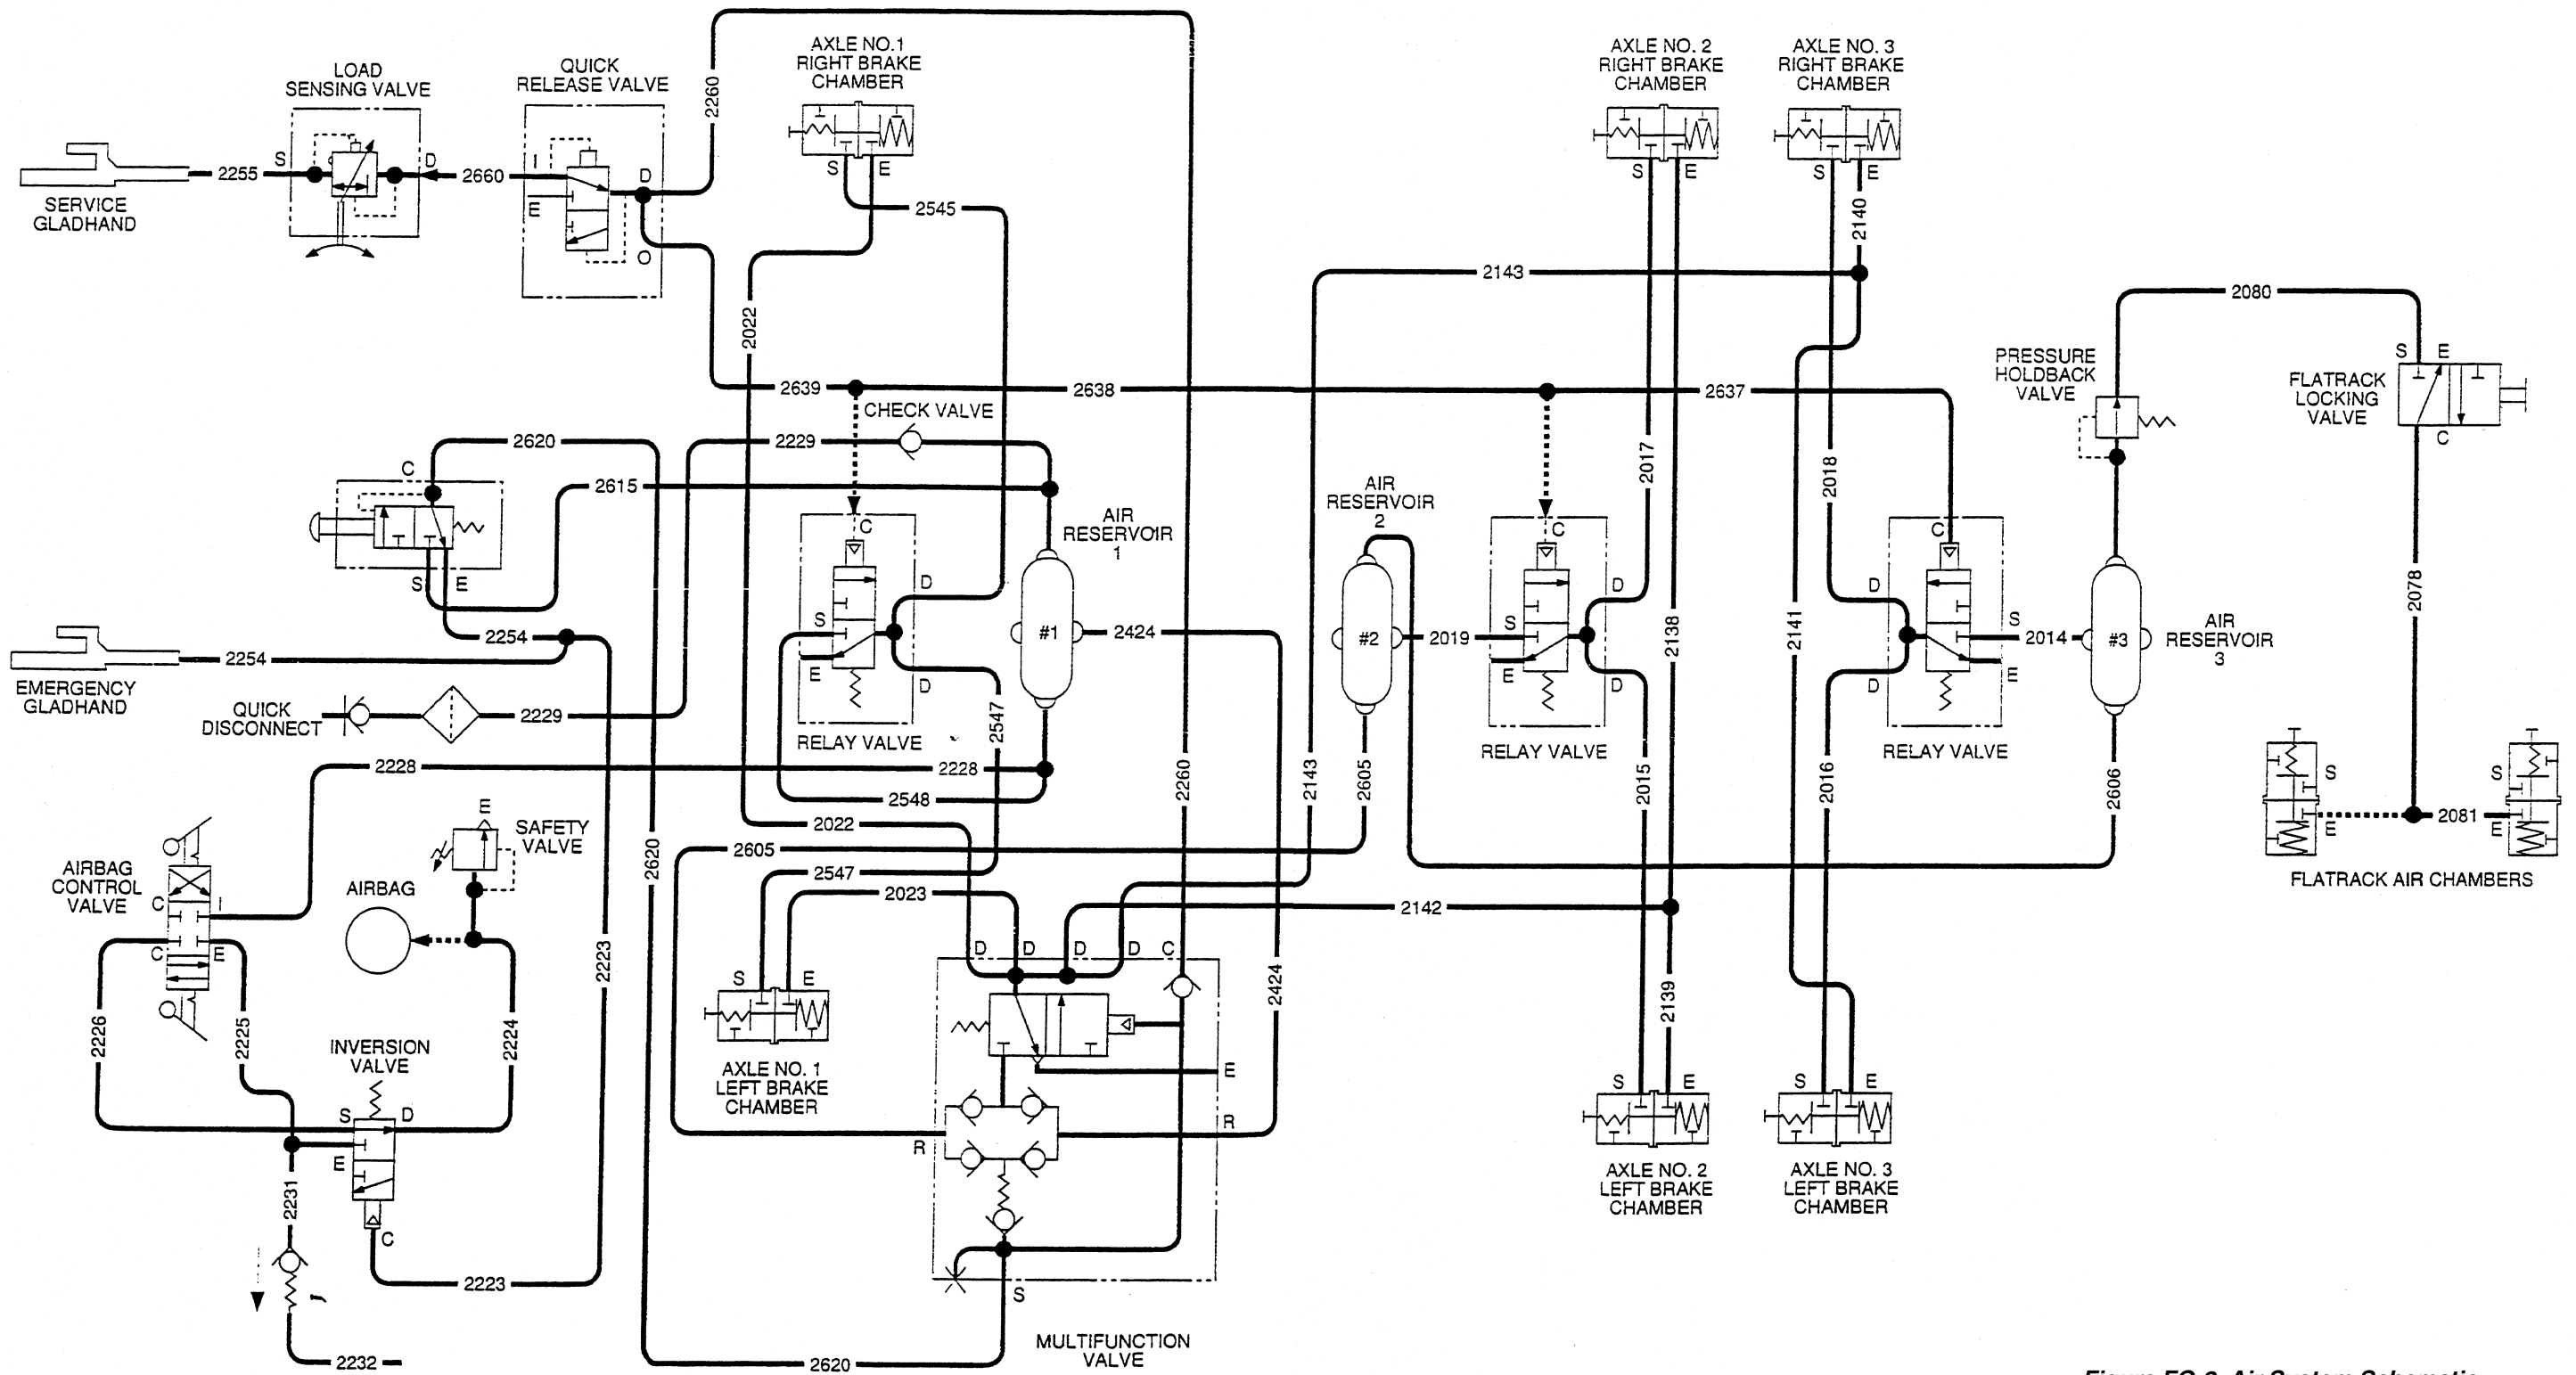 LOAD
SENSING VALVE
S
D
2255
2660
SERVICE
GLADHAND
QUICK
RELEASE VALVE
I
D
E
O
2260
AXLE NO.1
RIGHT BRAKE
CHAMBER
S
E
2545
2022
AXLE NO. 2
RIGHT BRAKE
CHAMBER
S
E
AXLE NO. 3
RIGHT BRAKE
CHAMBER
S
E
2140
2143
2080
2639
2638
2637
CHECK VALVE
2229
2620
C
2615
S
E
2254
2254
EMERGENCY
GLADHAND
QUICK
DISCONNECT
2229
C
S
E
D
D
RELAY VALVE
AIR
RESERVOIR
1
#1
2424
2547
2228
2228
2548
AIR
RESERVOIR
2
#2
2019
C
S
E
D
D
RELAY VALVE
2017
2138
2018
2141
D
D
C
S
E
2014
RELAY VALVE
#3
AIR
RESERVOIR
3
PRESSURE
HOLDBACK
VALVE
FLATRACK
LOCKING
VALVE
S
E
C
2078
S
E
2081
S
E
FLATRACK AIR CHAMBERS
2260
2143
2605
2015
2016
2606
2022
2605
2547
2023
2142
2620
2223
AIRBAG
CONTROL
VALVE
C
I
C
E
AIRBAG
SAFETY
VALVE
E
2226
2225
2224
INVERSION
VALVE
S
D
E
C
2231
2223
2232
S
E
AXLE NO. 1
LEFT BRAKE
CHAMBER
D
D
D
D
C
E
R
R
S
2424
2620
MULTIFUNCTION
VALVE
2139
S
E
AXLE NO. 2
LEFT BRAKE
CHAMBER
S
E
AXLE NO. 3
LEFT BRAKE
CHAMBER
Figure FO-2. Air System Schematic